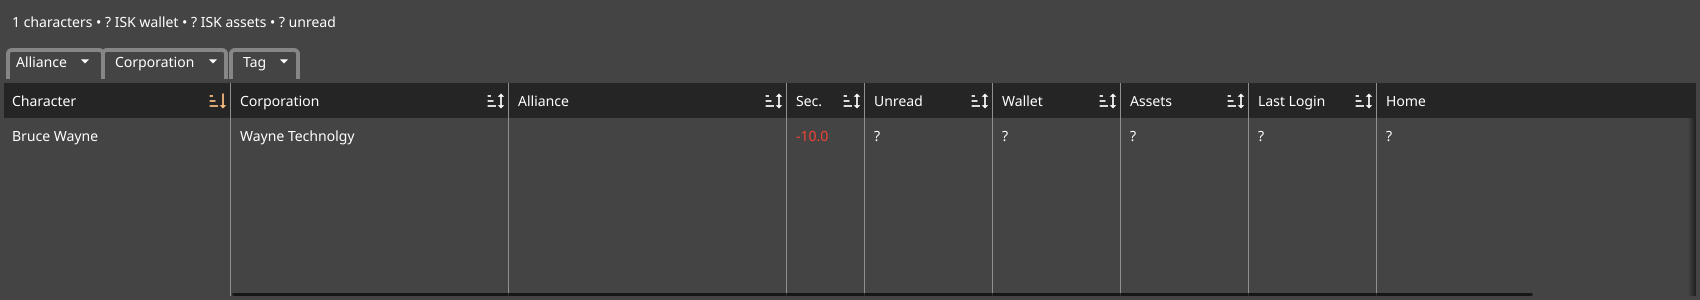 1 characters • ? ISK wallet • ? ISK assets • ? unread
Alliance Corporation Tag
Character Corporation Alliance Sec. Unread Wallet Assets Last Login Home
Bruce Wayne Wayne Technolgy -10.0 ? ? ? ? ?